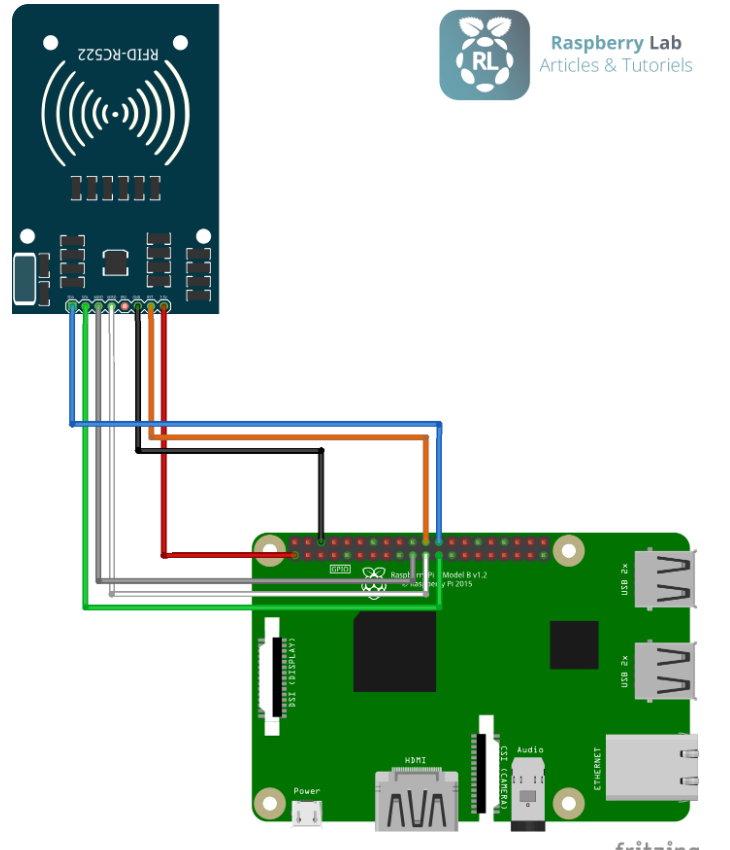 RFID-RC522
RL
Raspberry Lab
Articles & Tutoriels
GPIO
Raspberry Pi Model B v1.2
© Raspberry Pi 2015
USB 2x
USB 2x
DSI (DISPLAY)
ETHERNET
CSI (CAMERA)
Audio
HDMI
Power
fritzing